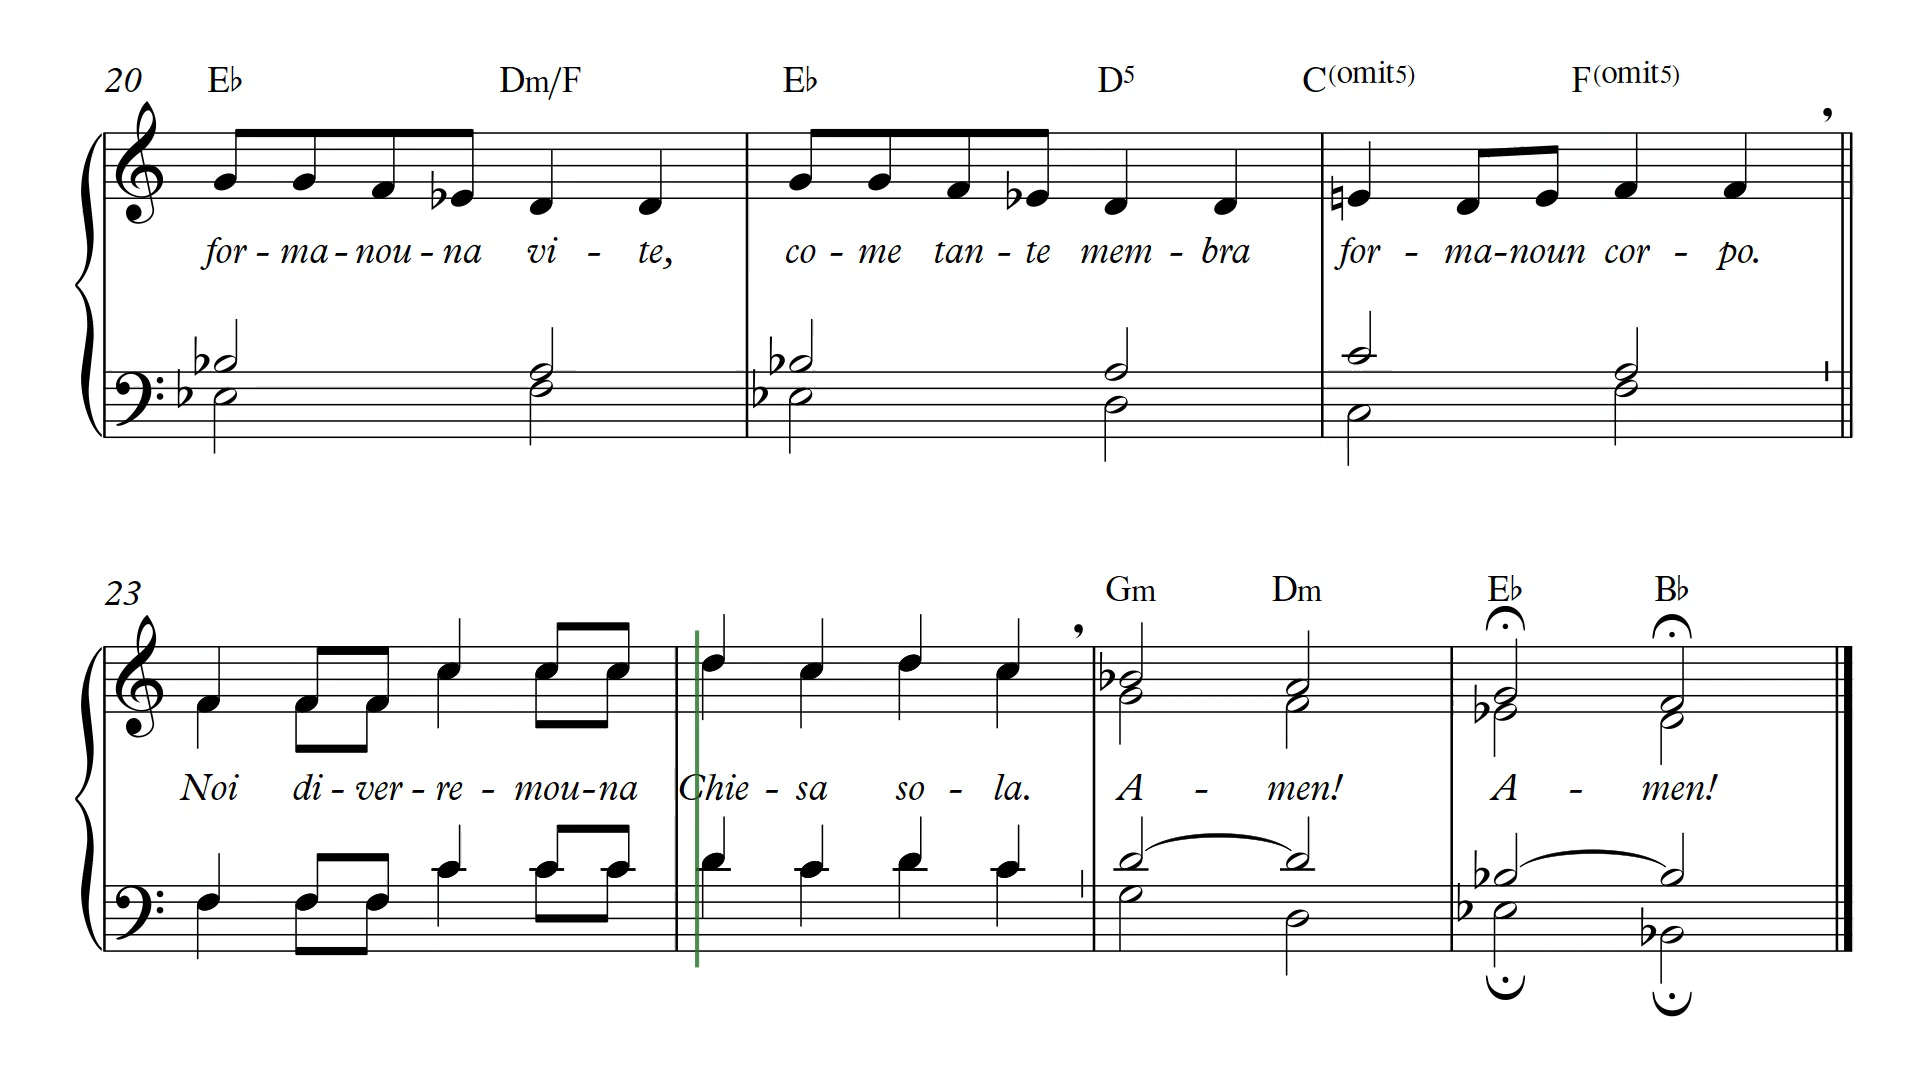 20 E♭ Dm/F E♭ D5 C(omit5) F(omit5)
for - ma - nou - na vi - te, co - me tan - te mem - bra for - ma - noun cor - po.
23 Gm Dm E♭ B♭
Noi di - ver - re - mou - na Chie - sa so - la. A - men! A - men!